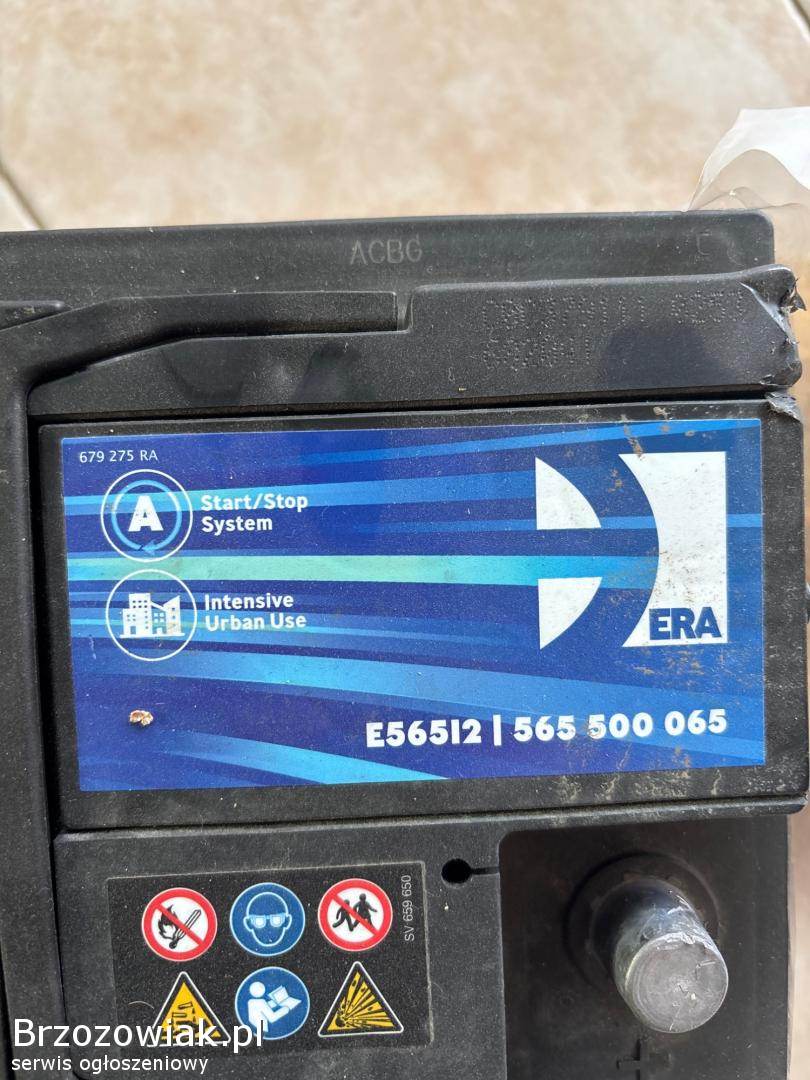 ACBG
679 275 RA
A
Start/Stop
System
Intensive
Urban Use
ERA
E56512 | 565 500 065
SV 659 650
+
Brzozowiak.pl
serwis ogłoszeniowy